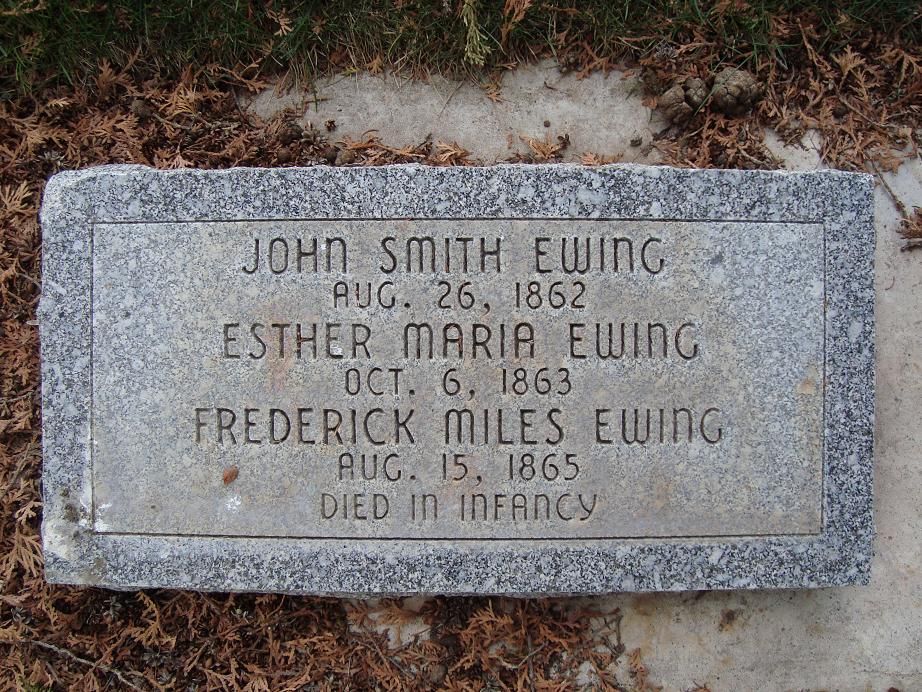 JOHN SMITH EWING
AUG. 26, 1862
ESTHER MARIA EWING
OCT. 6, 1863
FREDERICK MILES EWING
AUG. 15, 1865
DIED IN INFANCY